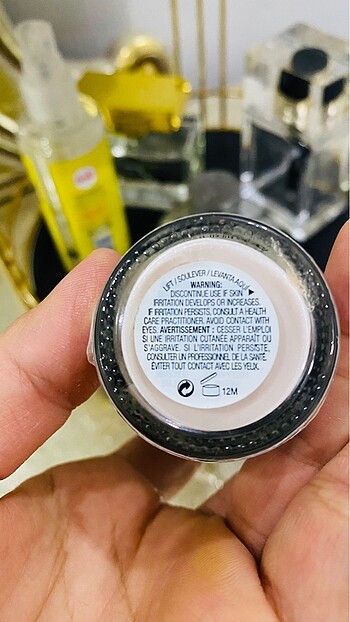 LIFT / SOULEVER / LEVANTA AQUÍ
WARNING:
DISCONTINUE USE IF SKIN
IRRITATION DEVELOPS OR INCREASES.
IF IRRITATION PERSISTS, CONSULT A HEALTH
CARE PRACTITIONER. AVOID CONTACT WITH
EYES. AVERTISSEMENT : CESSER L'EMPLOI
SI UNE IRRITATION CUTANÉE APPARAÎT OU
S'AGGRAVE. SI L'IRRITATION PERSISTE,
CONSULTER UN PROFESSIONNEL DE LA SANTÉ.
ÉVITER TOUT CONTACT AVEC LES YEUX.
12M